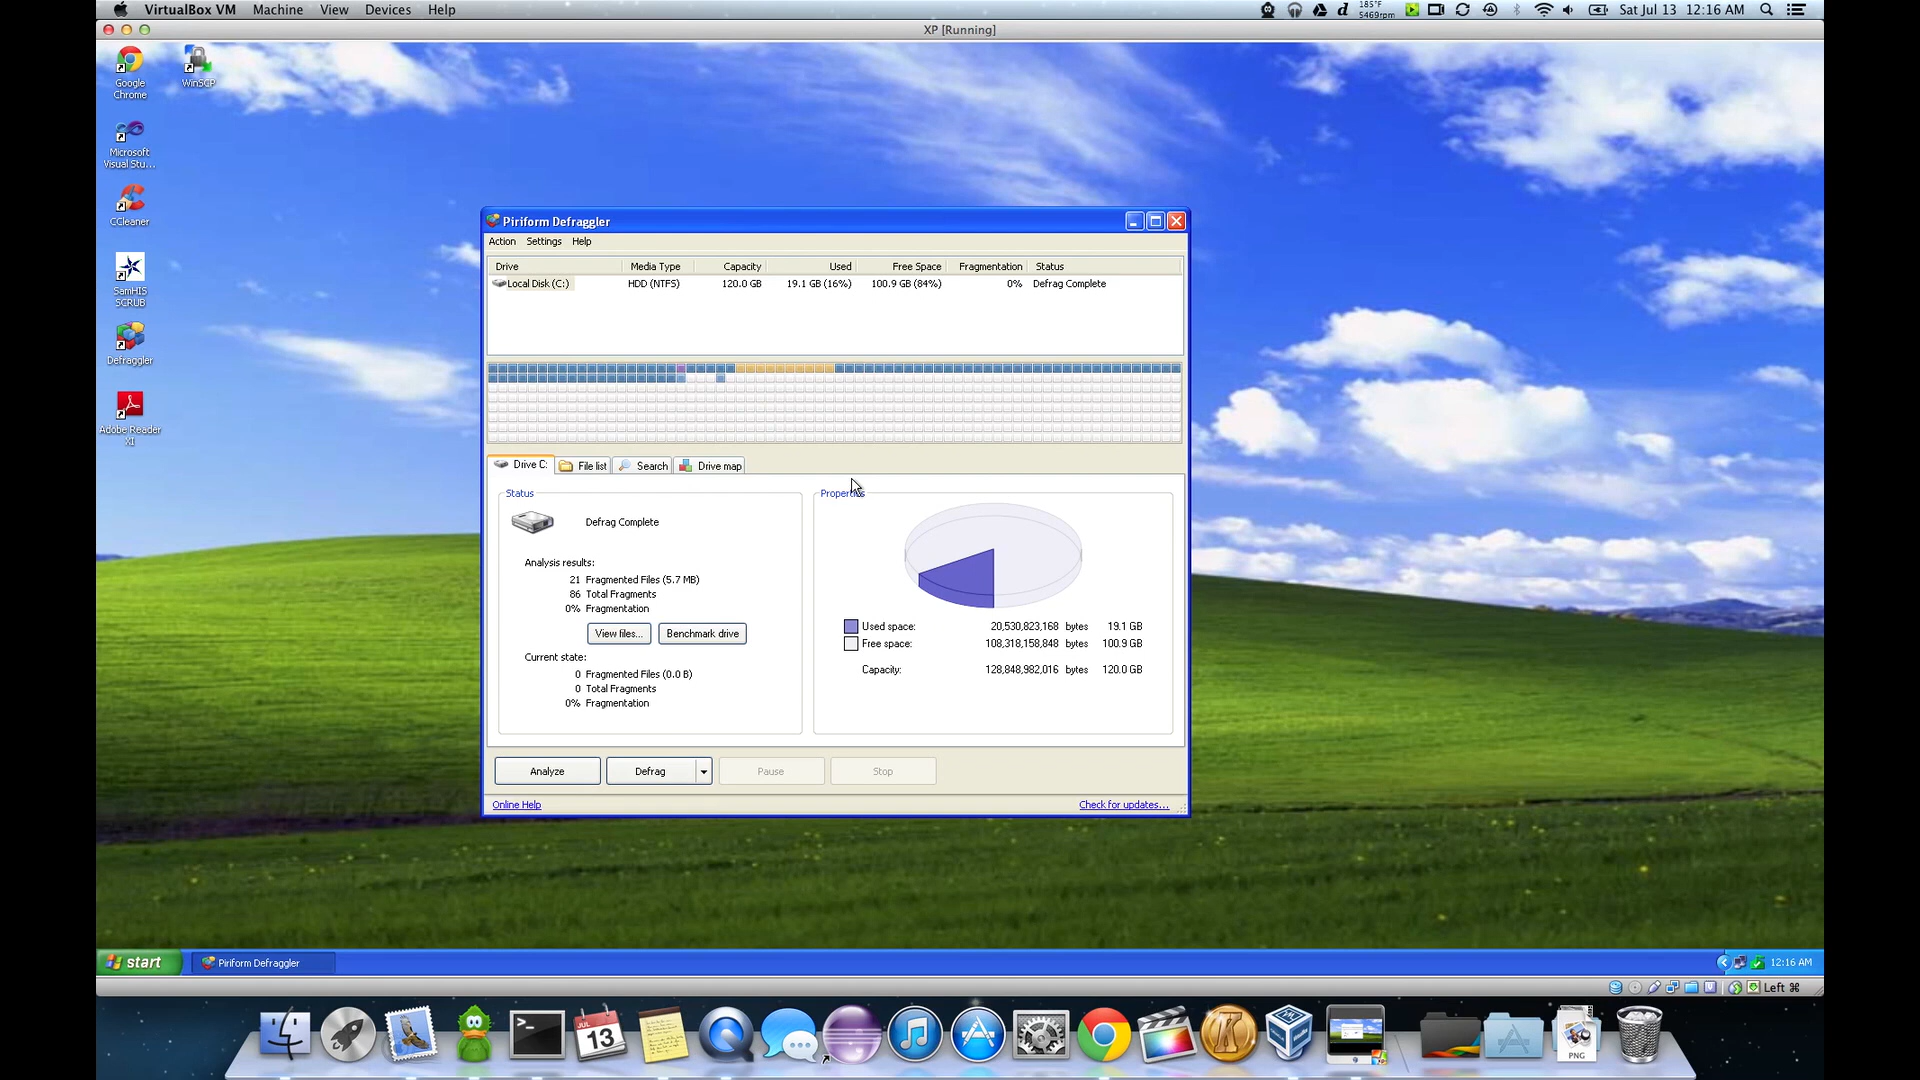 VirtualBox VM Machine View Devices Help
185°F
5469rpm
Sat Jul 13 12:16 AM
XP [Running]
Google
Chrome
WinSCP
Microsoft
Visual Stu...
CCleaner
SamHIS
SCRUB
Defraggler
Adobe Reader
XI
Piriform Defraggler
Action Settings Help
Drive Media Type Capacity Used Free Space Fragmentation Status
Local Disk (C:) HDD (NTFS) 120.0 GB 19.1 GB (16%) 100.9 GB (84%) 0% Defrag Complete
Drive C: File list Search Drive map
Status
Defrag Complete
Analysis results:
21 Fragmented Files (5.7 MB)
86 Total Fragments
0% Fragmentation
View files... Benchmark drive
Current state:
0 Fragmented Files (0.0 B)
0 Total Fragments
0% Fragmentation
Properties
Used space: 20,530,823,168 bytes 19.1 GB
Free space: 108,318,158,848 bytes 100.9 GB
Capacity: 128,848,982,016 bytes 120.0 GB
Analyze Defrag Pause Stop
Online Help Check for updates...
start Piriform Defraggler 12:16 AM
Left ⌘
JUL
13
PNG